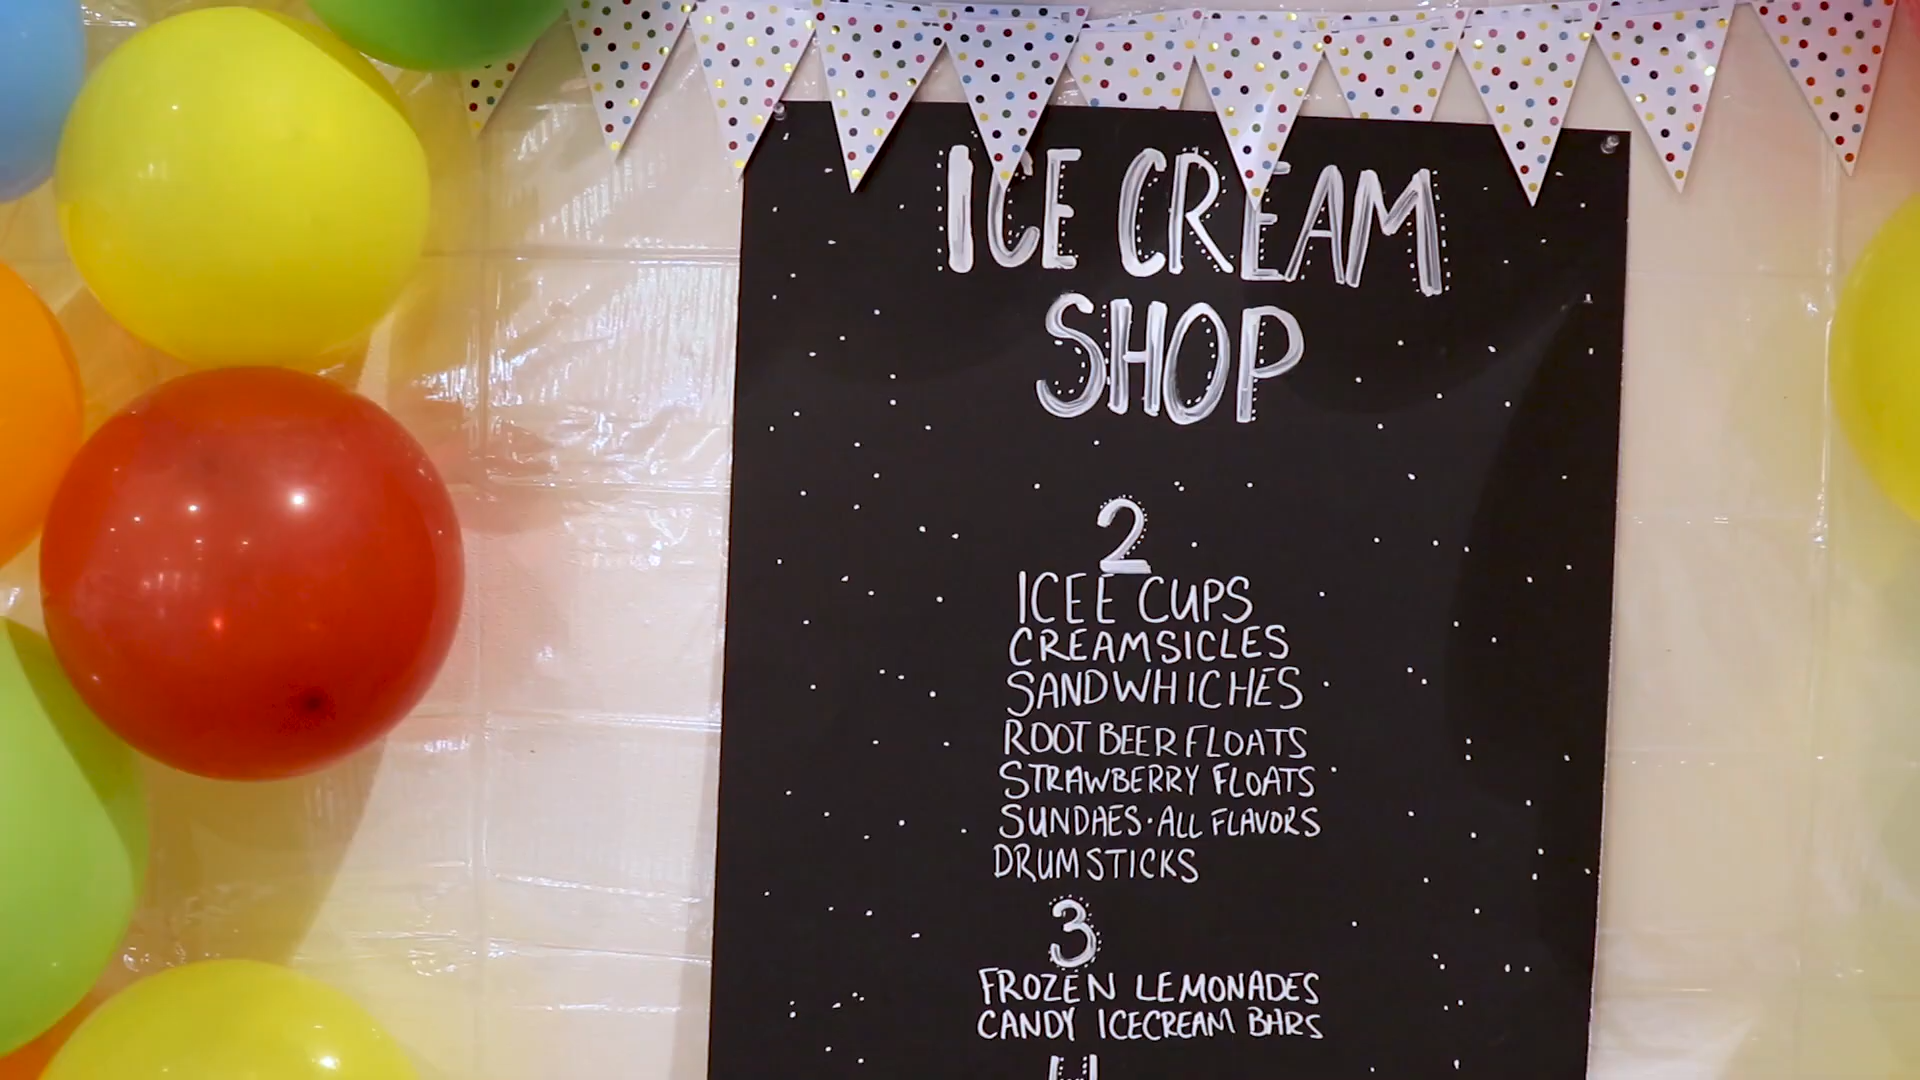 ICE CREAM
SHOP
2
ICEE CUPS
CREAMSICLES
SANDWHICHES
ROOT BEER FLOATS
STRAWBERRY FLOATS
SUNDAES · ALL FLAVORS
DRUMSTICKS
3
FROZEN LEMONADES
CANDY ICECREAM BARS